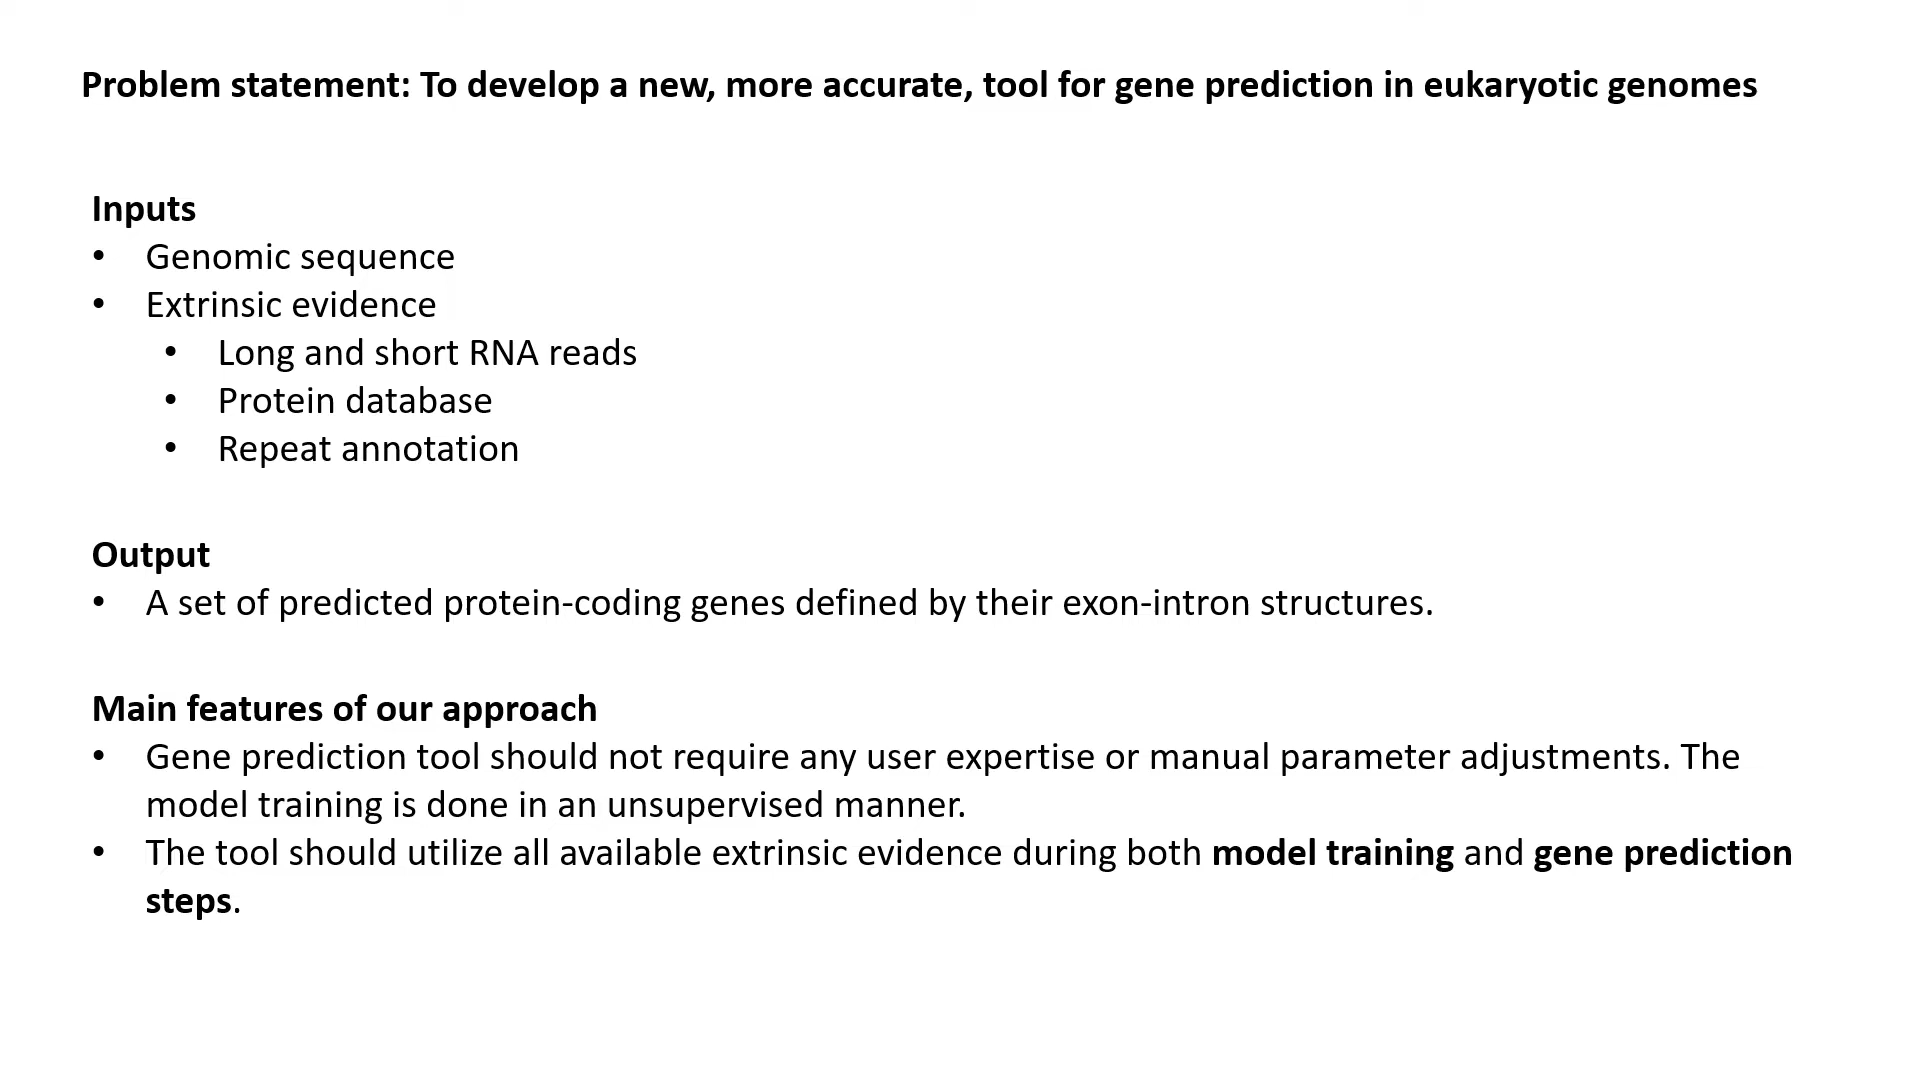 Problem statement: To develop a new, more accurate, tool for gene prediction in eukaryotic genomes
Inputs
• Genomic sequence
• Extrinsic evidence
• Long and short RNA reads
• Protein database
• Repeat annotation
Output
• A set of predicted protein-coding genes defined by their exon-intron structures.
Main features of our approach
• Gene prediction tool should not require any user expertise or manual parameter adjustments. The
model training is done in an unsupervised manner.
• The tool should utilize all available extrinsic evidence during both model training and gene prediction
steps.